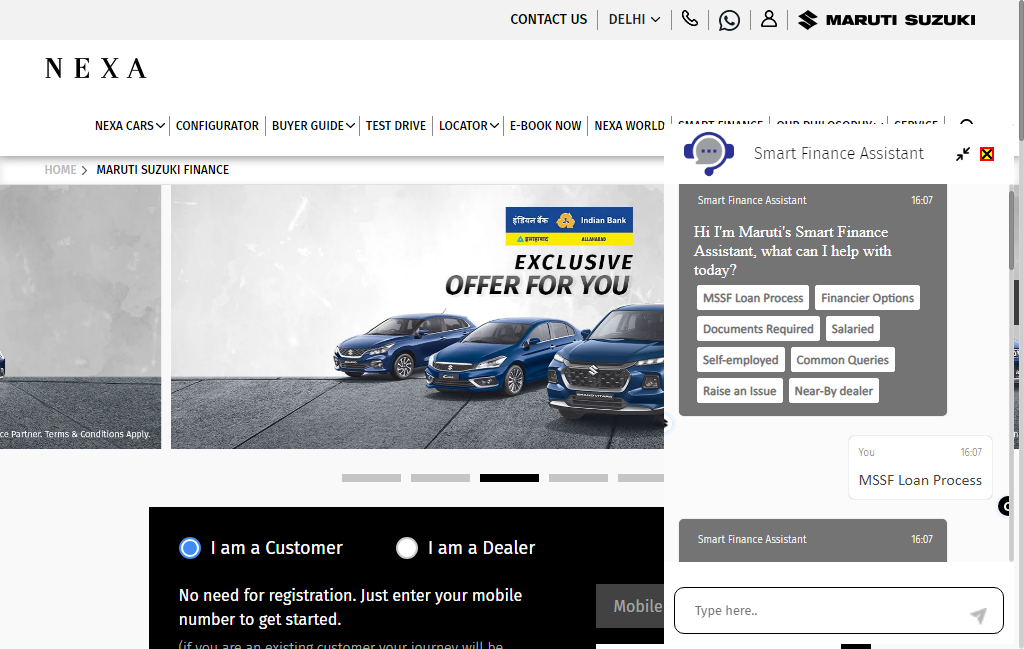 CONTACT US
DELHI
MARUTI SUZUKI
NEXA
NEXA CARS
CONFIGURATOR
BUYER GUIDE
TEST DRIVE
LOCATOR
E-BOOK NOW
NEXA WORLD
SMART FINANCE
OUR PHILOSOPHY
SERVICE
HOME
MARUTI SUZUKI FINANCE
इंडियन बैंक Indian Bank
इलाहाबाद ALLAHABAD
EXCLUSIVE
OFFER FOR YOU
ce Partner. Terms & Conditions Apply.
I am a Customer
I am a Dealer
No need for registration. Just enter your mobile
number to get started.
(if you are an existing customer your journey will be
Mobile
Smart Finance Assistant
Smart Finance Assistant 16:07
Hi I'm Maruti's Smart Finance
Assistant, what can I help with
today?
MSSF Loan Process
Financier Options
Documents Required
Salaried
Self-employed
Common Queries
Raise an Issue
Near-By dealer
You 16:07
MSSF Loan Process
Smart Finance Assistant 16:07
Type here..